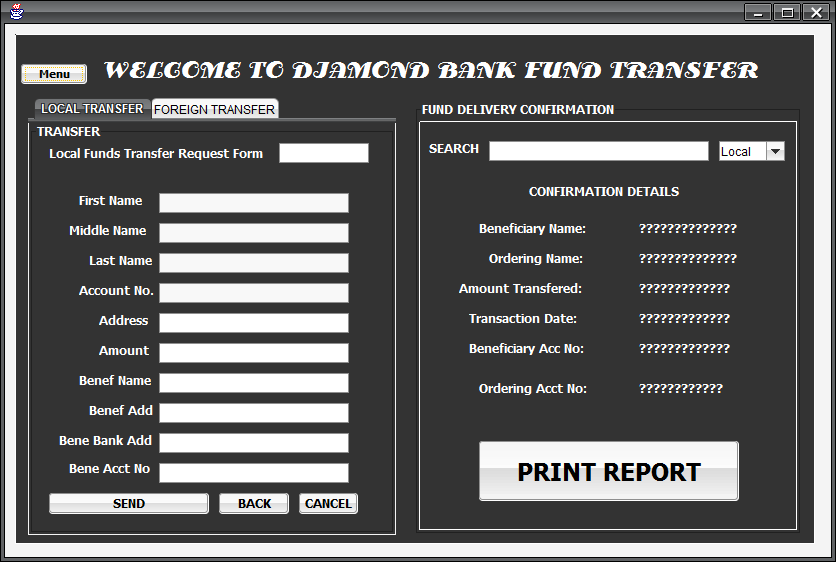 Menu
WELCOME TO DIAMOND BANK FUND TRANSFER
LOCAL TRANSFER
FOREIGN TRANSFER
TRANSFER
Local Funds Transfer Request Form
First Name
Middle Name
Last Name
Account No.
Address
Amount
Benef Name
Benef Add
Bene Bank Add
Bene Acct No
SEND
BACK
CANCEL
FUND DELIVERY CONFIRMATION
SEARCH
Local
CONFIRMATION DETAILS
Beneficiary Name: ??????????????
Ordering Name: ??????????????
Amount Transfered: ?????????????
Transaction Date: ?????????????
Beneficiary Acc No: ?????????????
Ordering Acct No: ????????????
PRINT REPORT